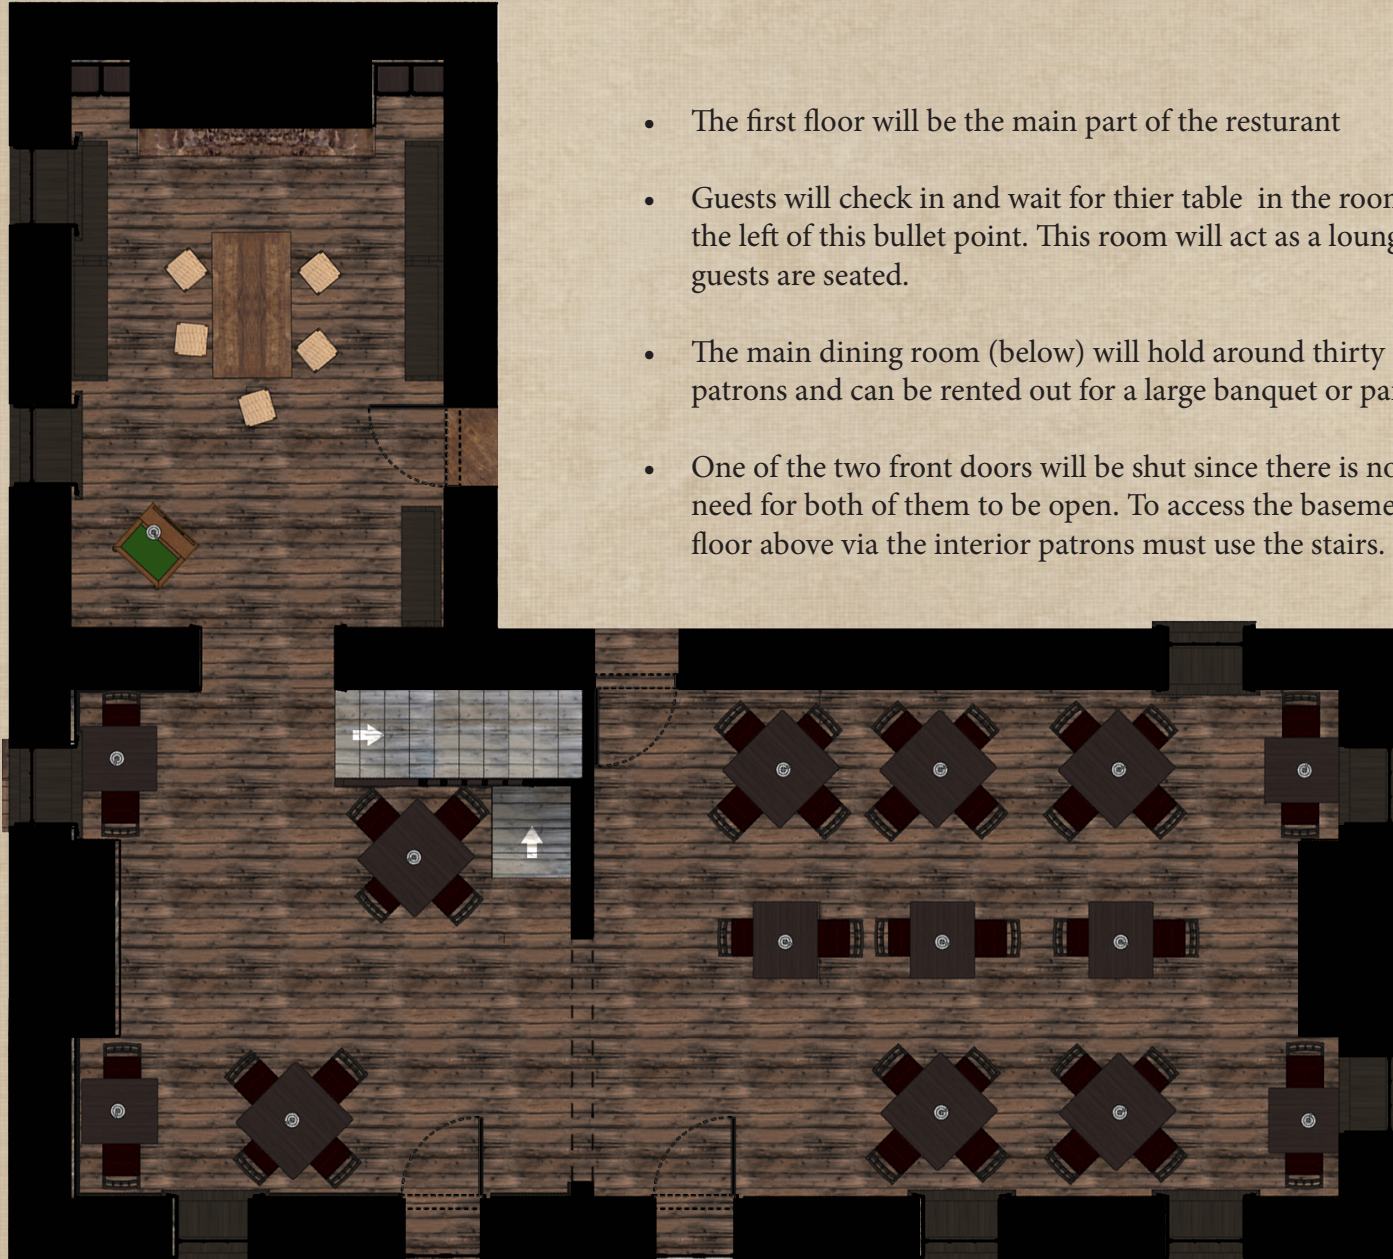 • The first floor will be the main part of the resturant
• Guests will check in and wait for thier table in the room
the left of this bullet point. This room will act as a loung
guests are seated.
• The main dining room (below) will hold around thirty
patrons and can be rented out for a large banquet or par
• One of the two front doors will be shut since there is no
need for both of them to be open. To access the baseme
floor above via the interior patrons must use the stairs.